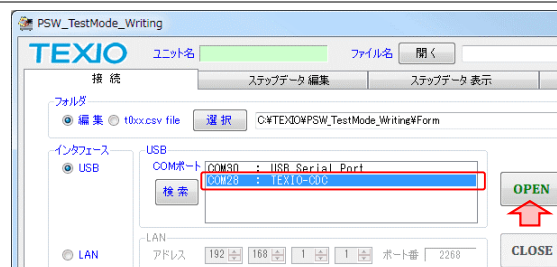 PSW_TestMode_Writing
TEXIO ユニット名 ファイル名 開く
接 続 ステップデータ 編集 ステップデータ 表示
フォルダ
編 集 t0xx.csv file 選 択 C:¥TEXIO¥PSW_TestMode_Writing¥Form
インタフェース USB
USB COMポート COM30 : USB Serial Port
COM28 : TEXIO-CDC
検 索 OPEN
LAN
LAN アドレス 192 168 1 1 ポート番 2268 CLOSE